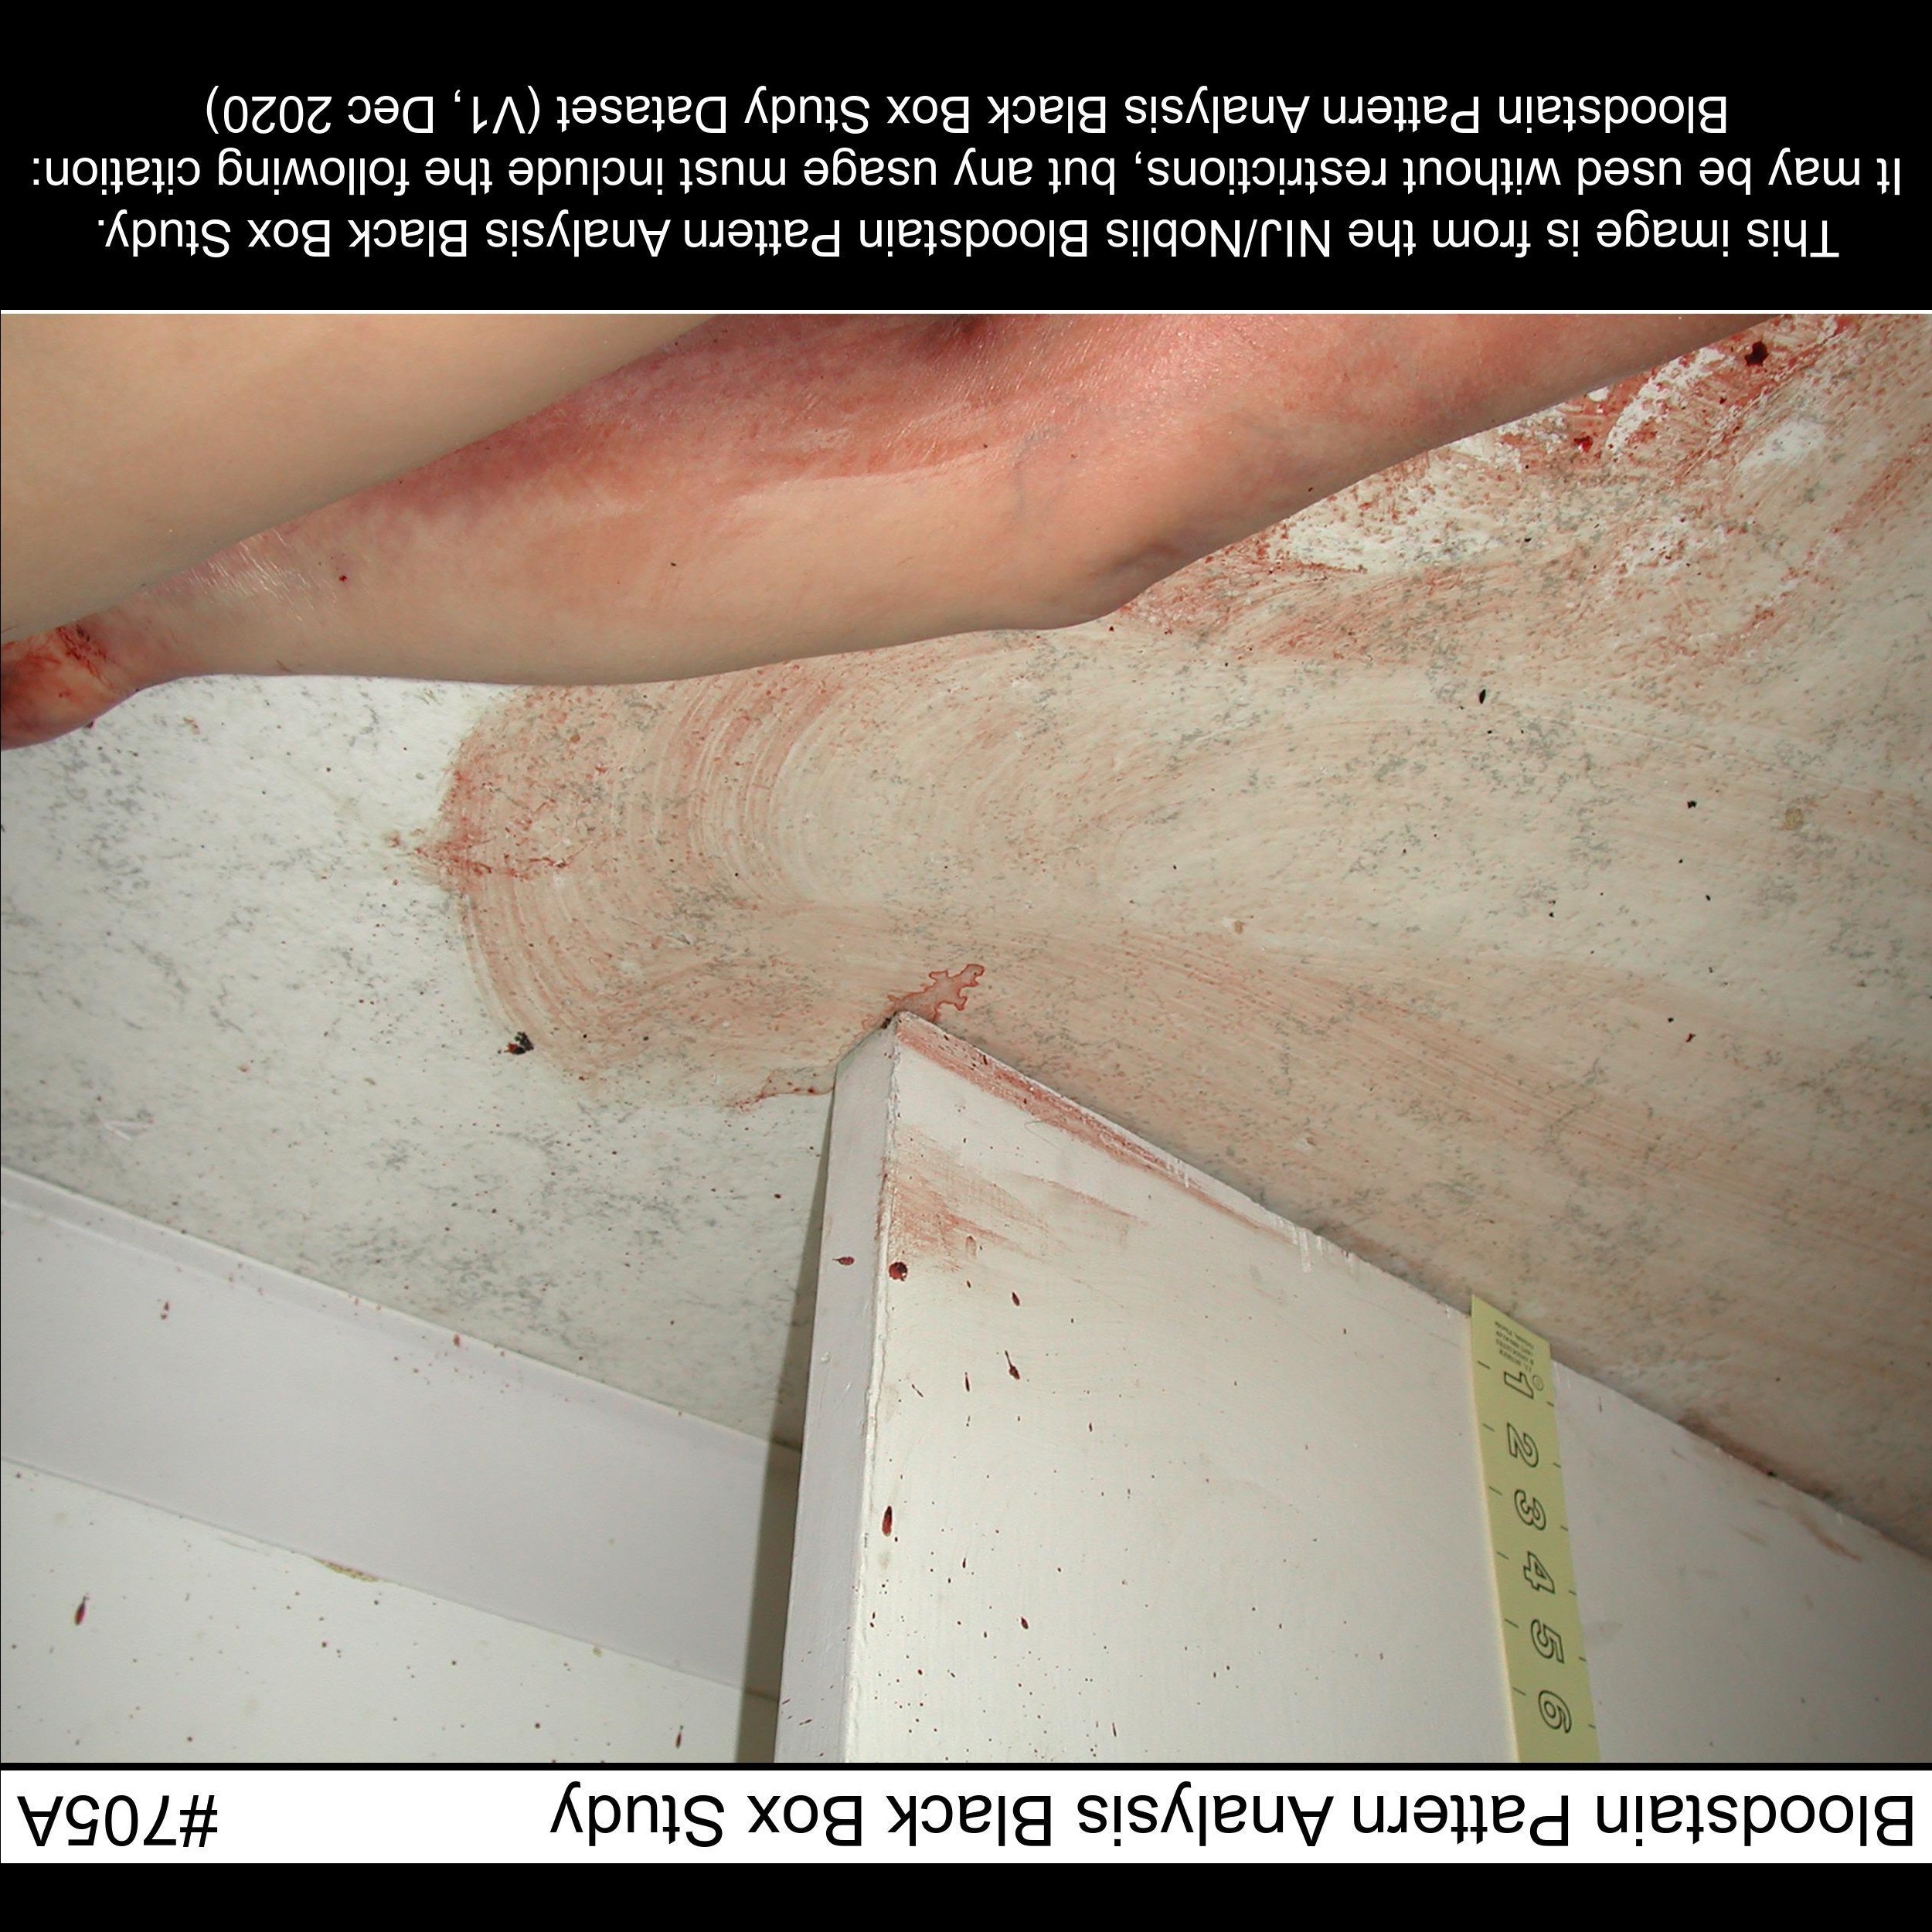 Bloodstain Pattern Analysis Black Box Study #705A
1
2
3
4
5
6
This image is from the NIJ/Noblis Bloodstain Pattern Analysis Black Box Study.
It may be used without restrictions, but any usage must include the following citation:
Bloodstain Pattern Analysis Black Box Study Dataset (V1, Dec 2020)